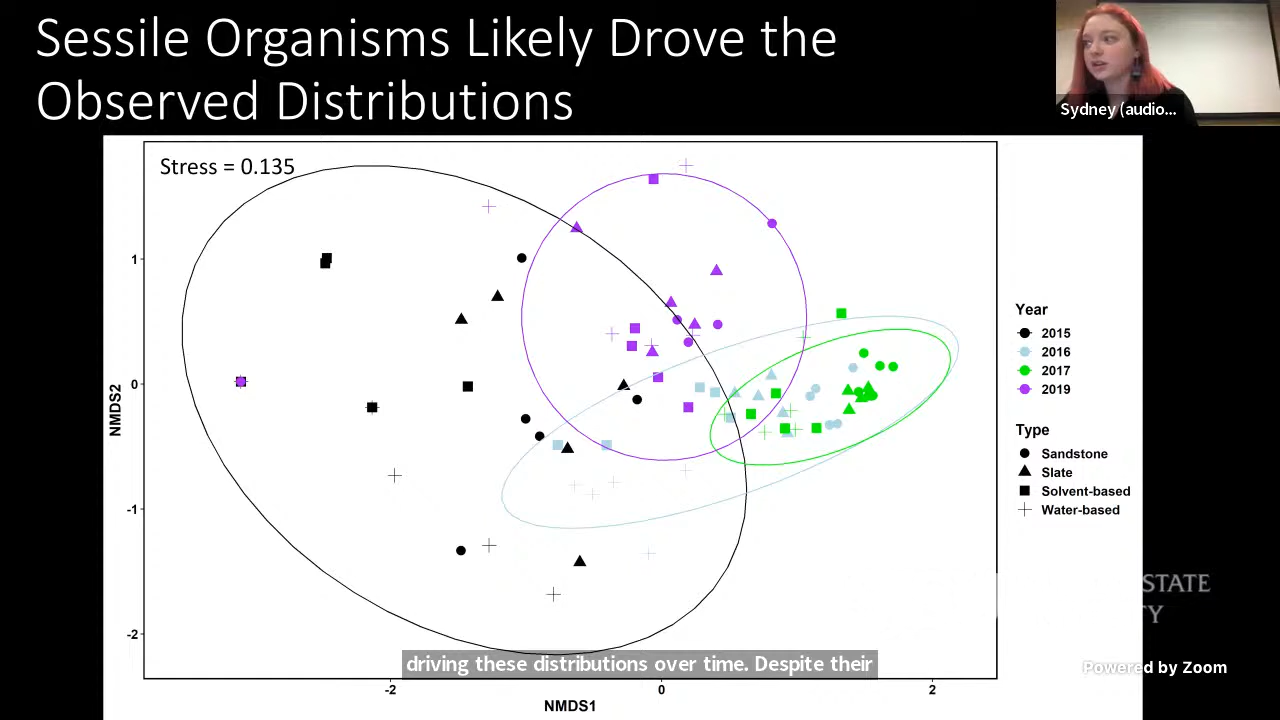 Sessile Organisms Likely Drove the
Observed Distributions
Sydney (audio...
Stress = 0.135
1
0
-1
-2
NMDS2
-2
0
2
NMDS1
Year
2015
2016
2017
2019
Type
Sandstone
Slate
Solvent-based
Water-based
STATE
TY
driving these distributions over time. Despite their
Powered by Zoom